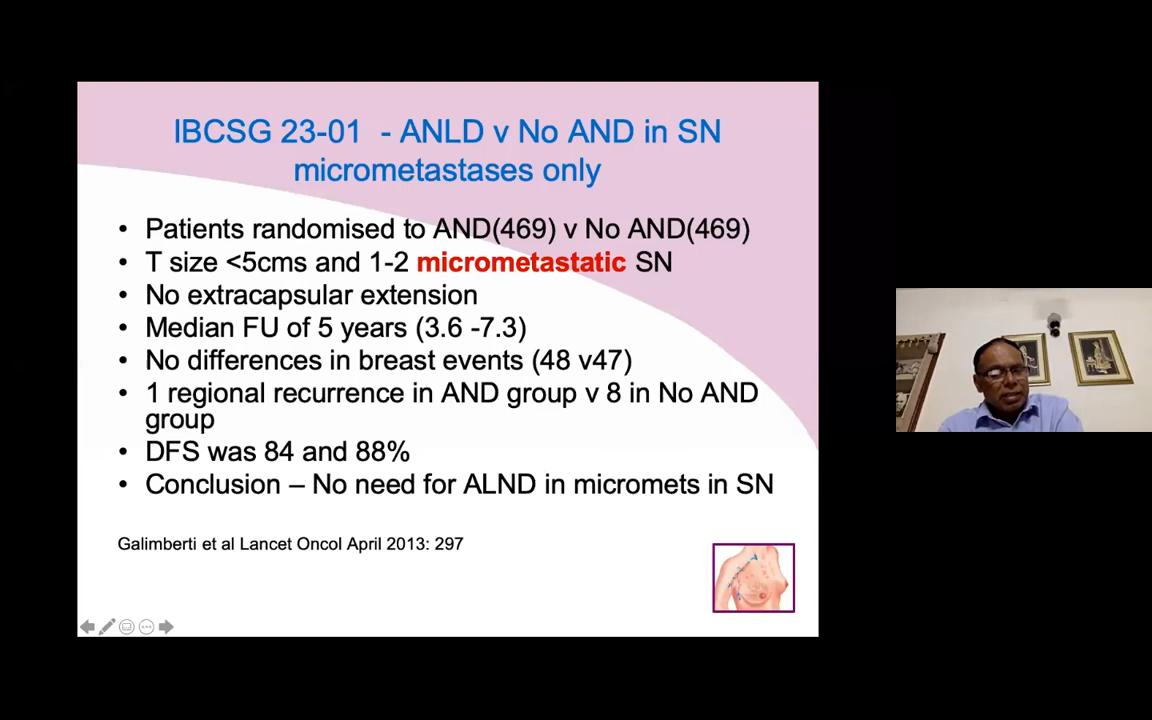 IBCSG 23-01 - ANLD v No AND in SN
micrometastases only
• Patients randomised to AND(469) v No AND(469)
• T size <5cms and 1-2 micrometastatic SN
• No extracapsular extension
• Median FU of 5 years (3.6 -7.3)
• No differences in breast events (48 v47)
• 1 regional recurrence in AND group v 8 in No AND
group
• DFS was 84 and 88%
• Conclusion – No need for ALND in micromets in SN
Galimberti et al Lancet Oncol April 2013: 297